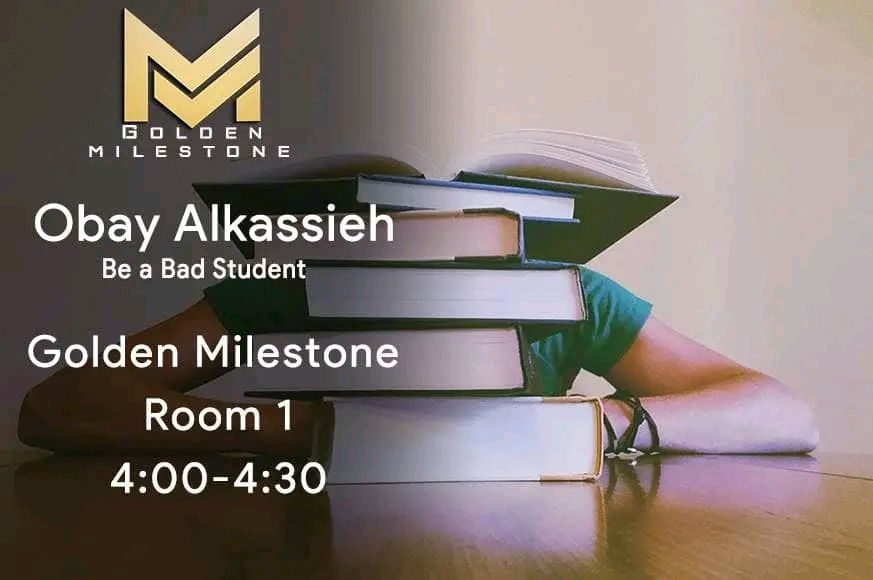 GOLDEN
MILESTONE
Obay Alkassieh
Be a Bad Student
Golden Milestone
Room 1
4:00-4:30